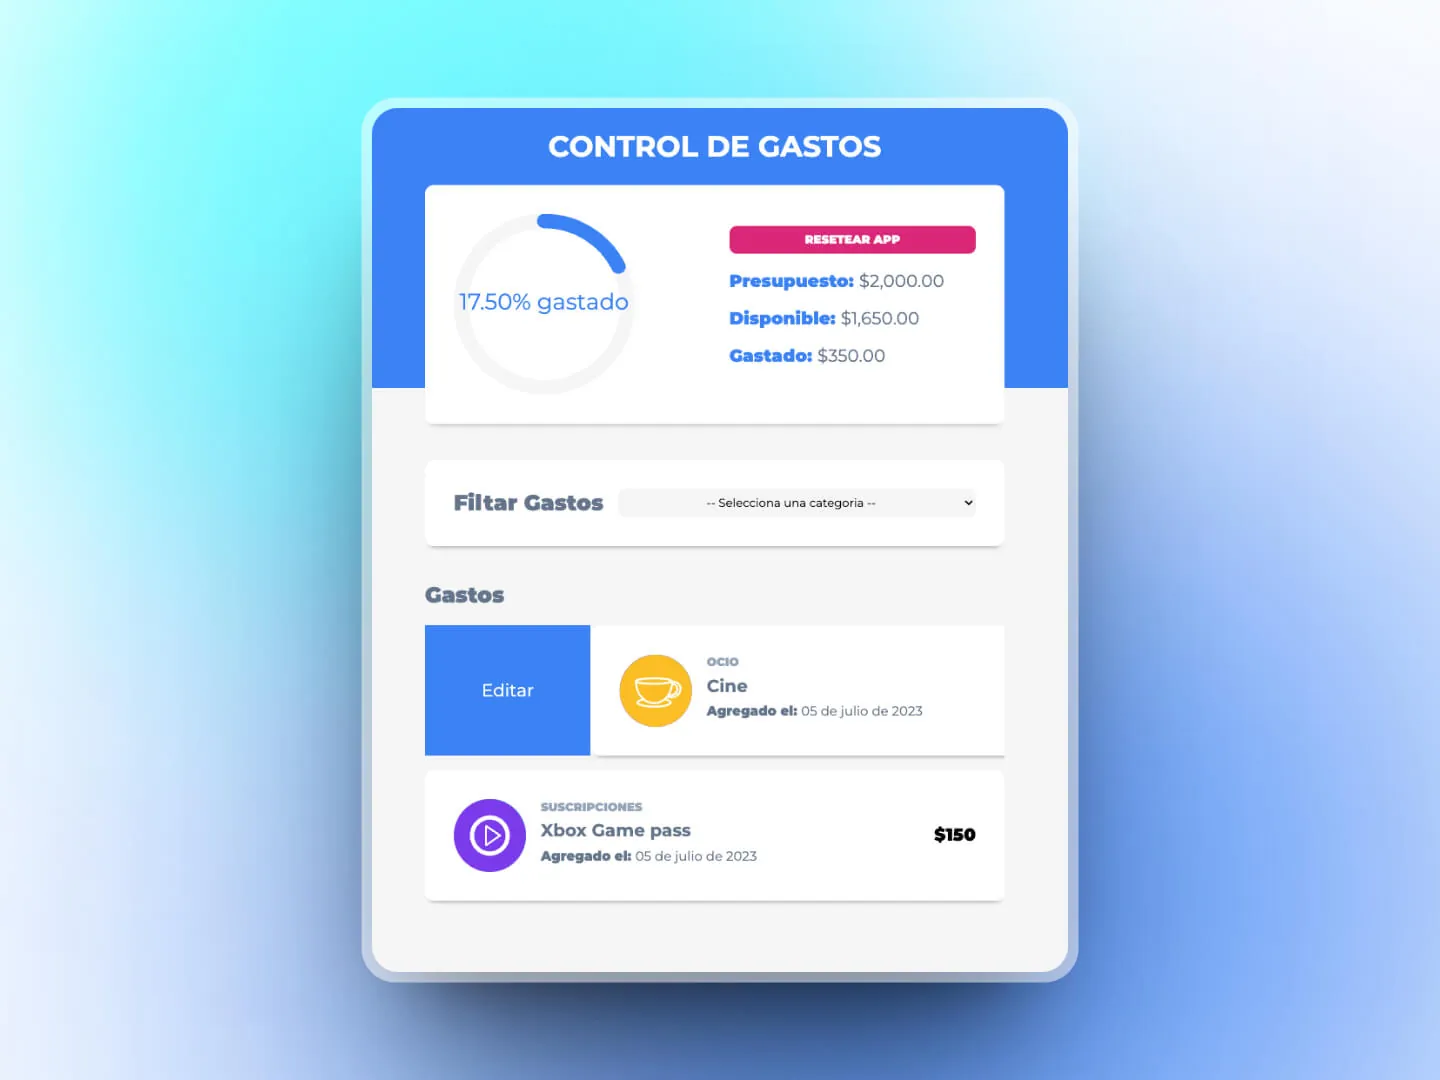 CONTROL DE GASTOS
17.50% gastado
RESETEAR APP
Presupuesto: $2,000.00
Disponible: $1,650.00
Gastado: $350.00
Filtar Gastos
-- Selecciona una categoria --
Gastos
Editar
OCIO
Cine
Agregado el: 05 de julio de 2023
SUSCRIPCIONES
Xbox Game pass
Agregado el: 05 de julio de 2023
$150